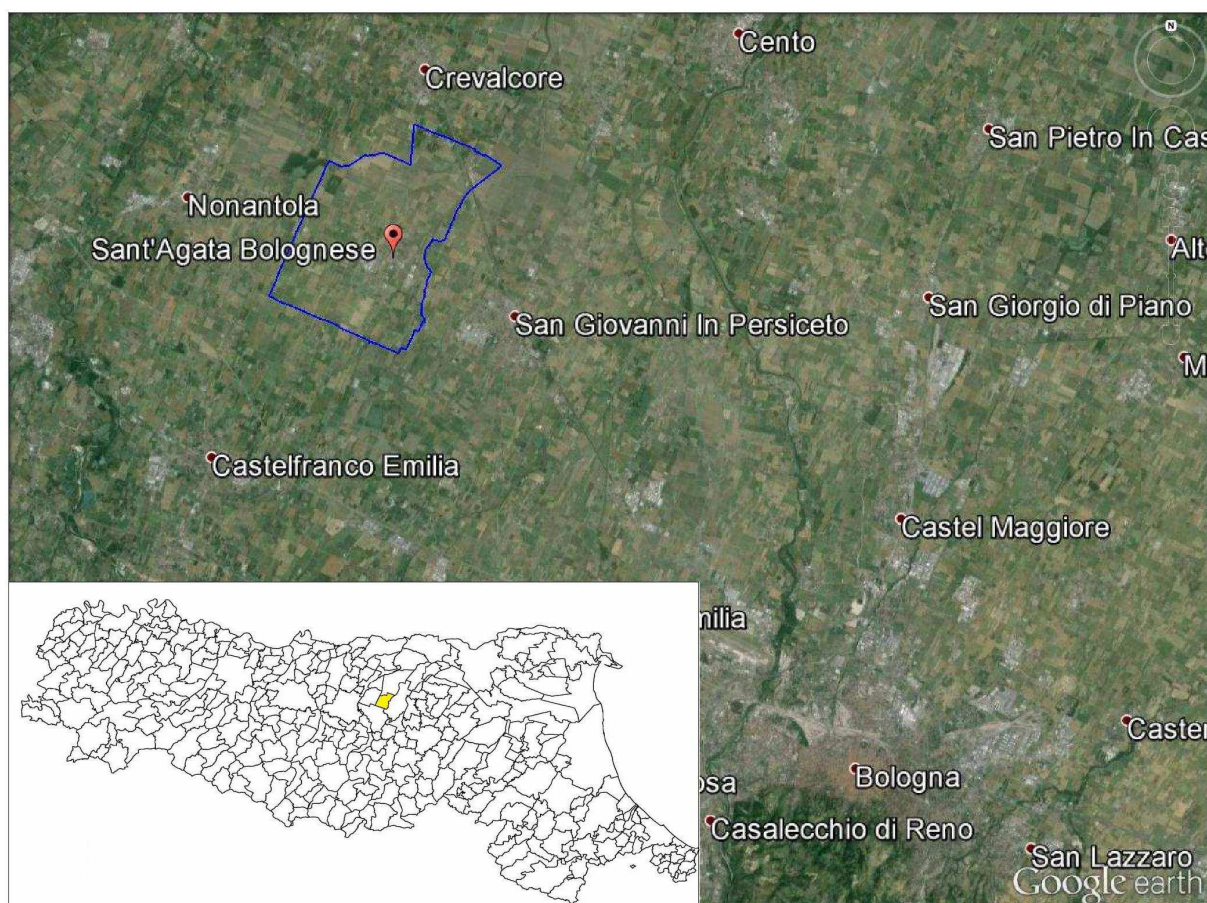 N
Cento
Crevalcore
San Pietro In Cas
Nonantola
Sant'Agata Bolognese
Alt
San Giorgio di Piano
San Giovanni In Persiceto
M
Castelfranco Emilia
Castel Maggiore
milia
Caster
Bologna
osa
Casalecchio di Reno
San Lazzaro
Google earth